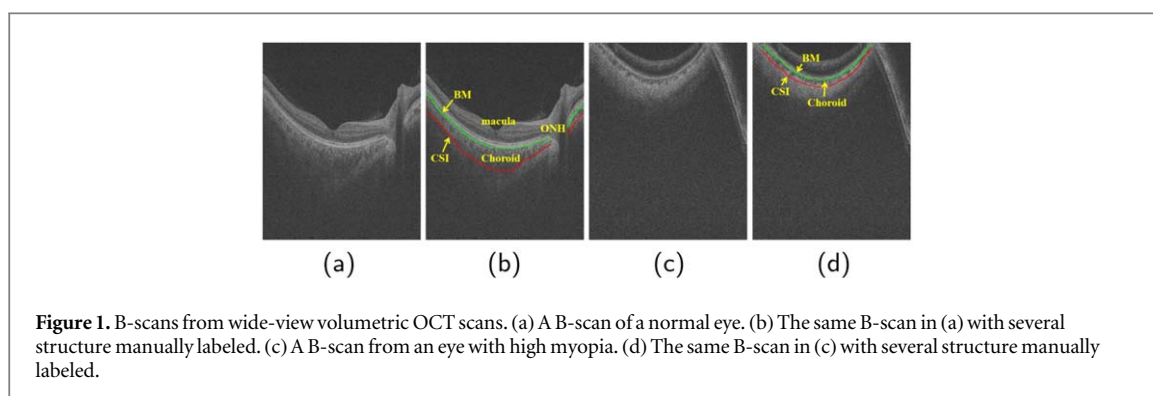 BM
macula
ONH
CSI
Choroid
BM
CSI
Choroid
(a)
(b)
(c)
(d)
Figure 1. B-scans from wide-view volumetric OCT scans. (a) A B-scan of a normal eye. (b) The same B-scan in (a) with several
structure manually labeled. (c) A B-scan from an eye with high myopia. (d) The same B-scan in (c) with several structure manually
labeled.